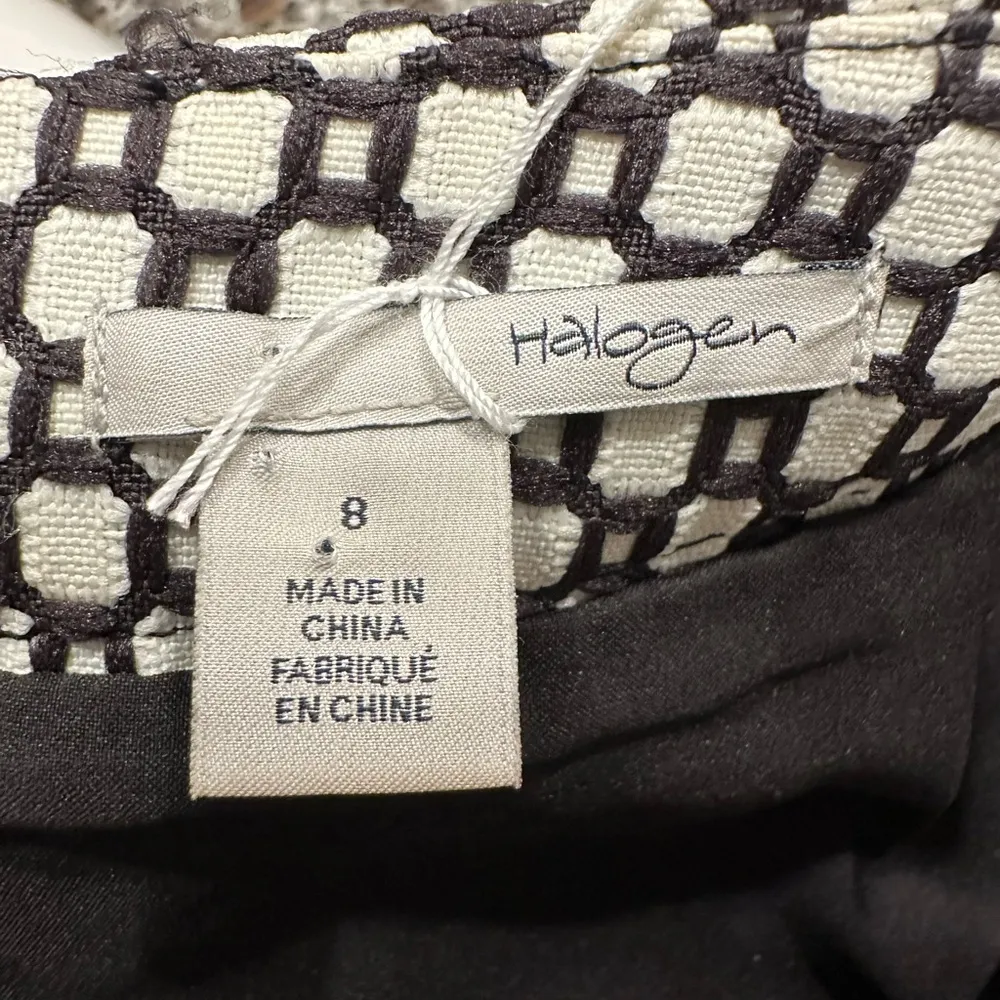 Halogen
8
MADE IN
CHINA
FABRIQUÉ
EN CHINE